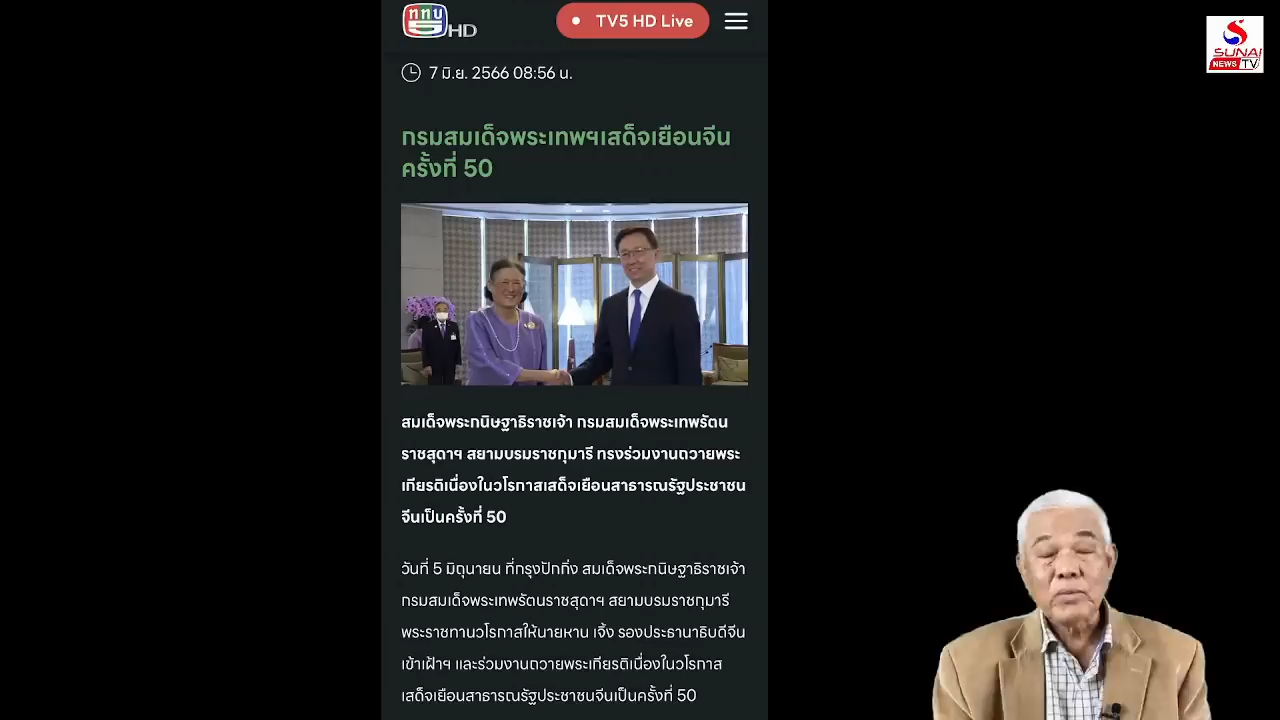 ททบ
5HD
TV5 HD Live
SUNAI
NEWS TV
7 มิ.ย. 2566 08:56 น.
กรมสมเด็จพระเทพฯเสด็จเยือนจีน
ครั้งที่ 50
สมเด็จพระกนิษฐาธิราชเจ้า กรมสมเด็จพระเทพรัตน
ราชสุดาฯ สยามบรมราชกุมารี ทรงร่วมงานถวายพระ
เกียรติเนื่องในวโรกาสเสด็จเยือนสาธารณรัฐประชาชน
จีนเป็นครั้งที่ 50
วันที่ 5 มิถุนายน ที่กรุงปักกิ่ง สมเด็จพระกนิษฐาธิราชเจ้า
กรมสมเด็จพระเทพรัตนราชสุดาฯ สยามบรมราชกุมารี
พระราชทานวโรกาสให้นายหาน เจิ้ง รองประธานาธิบดีจีน
เข้าเฝ้าฯ และร่วมงานถวายพระเกียรติเนื่องในวโรกาส
เสด็จเยือนสาธารณรัฐประชาชนจีนเป็นครั้งที่ 50